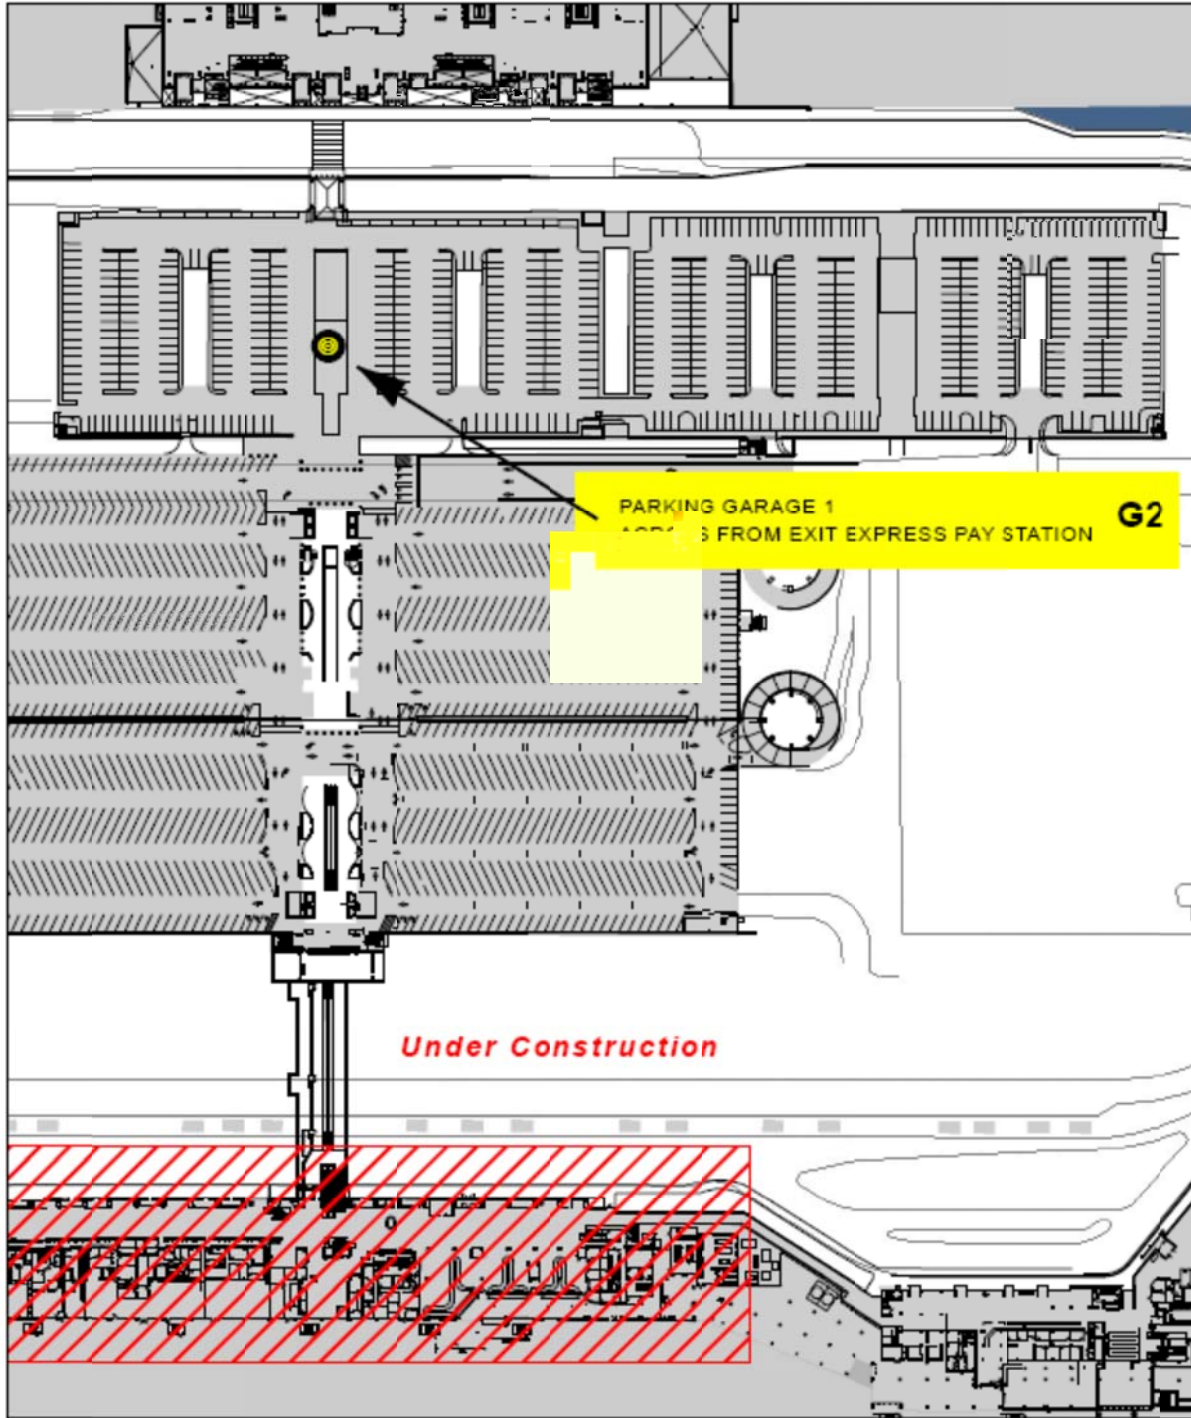 PARKING GARAGE 1
FROM EXIT EXPRESS PAY STATION
G2
Under Construction